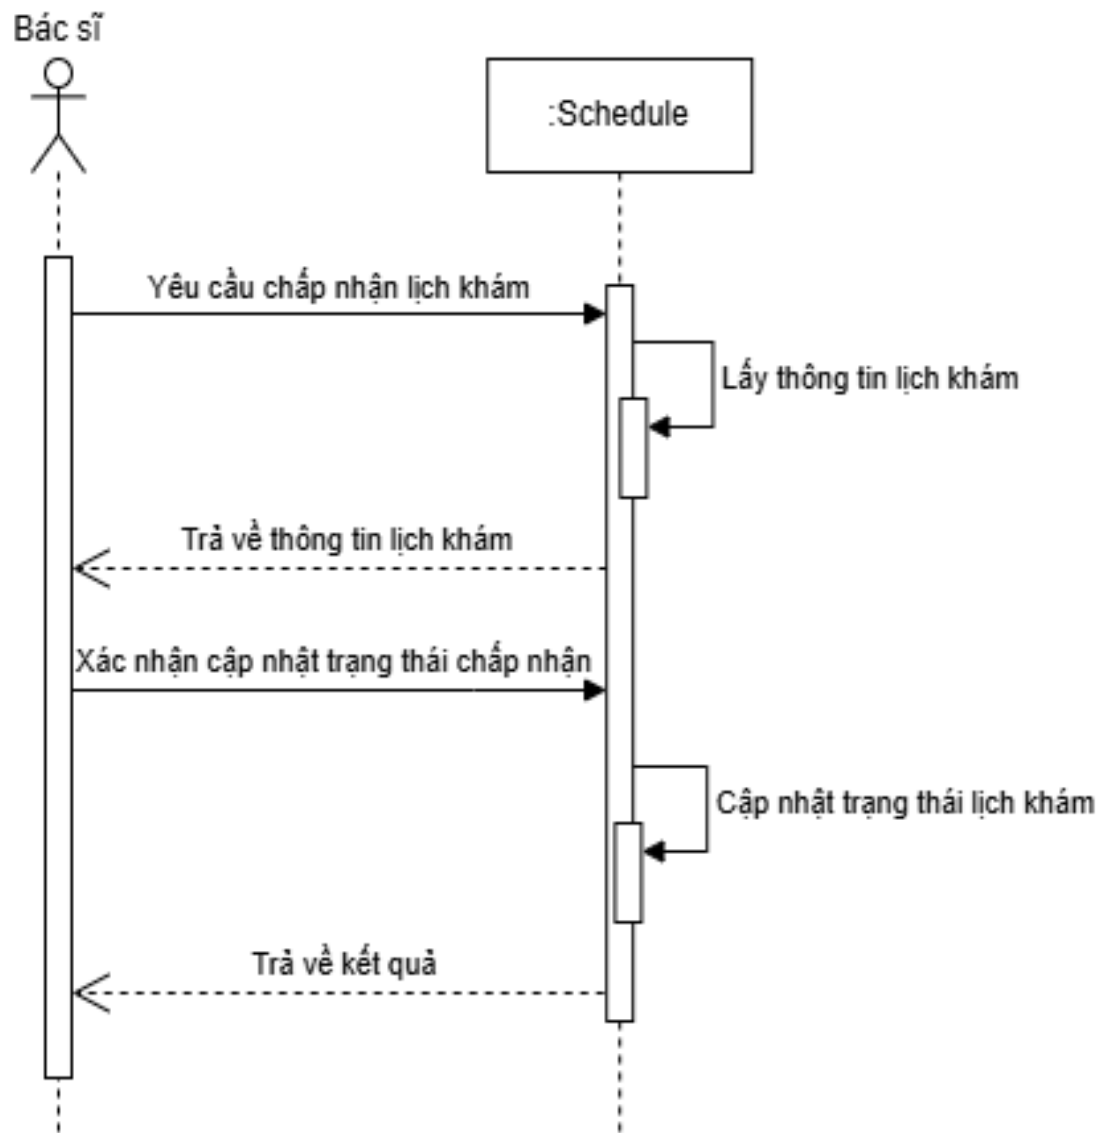 Bác sĩ
:Schedule
Yêu cầu chấp nhận lịch khám
Lấy thông tin lịch khám
Trả về thông tin lịch khám
Xác nhận cập nhật trạng thái chấp nhận
Cập nhật trạng thái lịch khám
Trả về kết quả